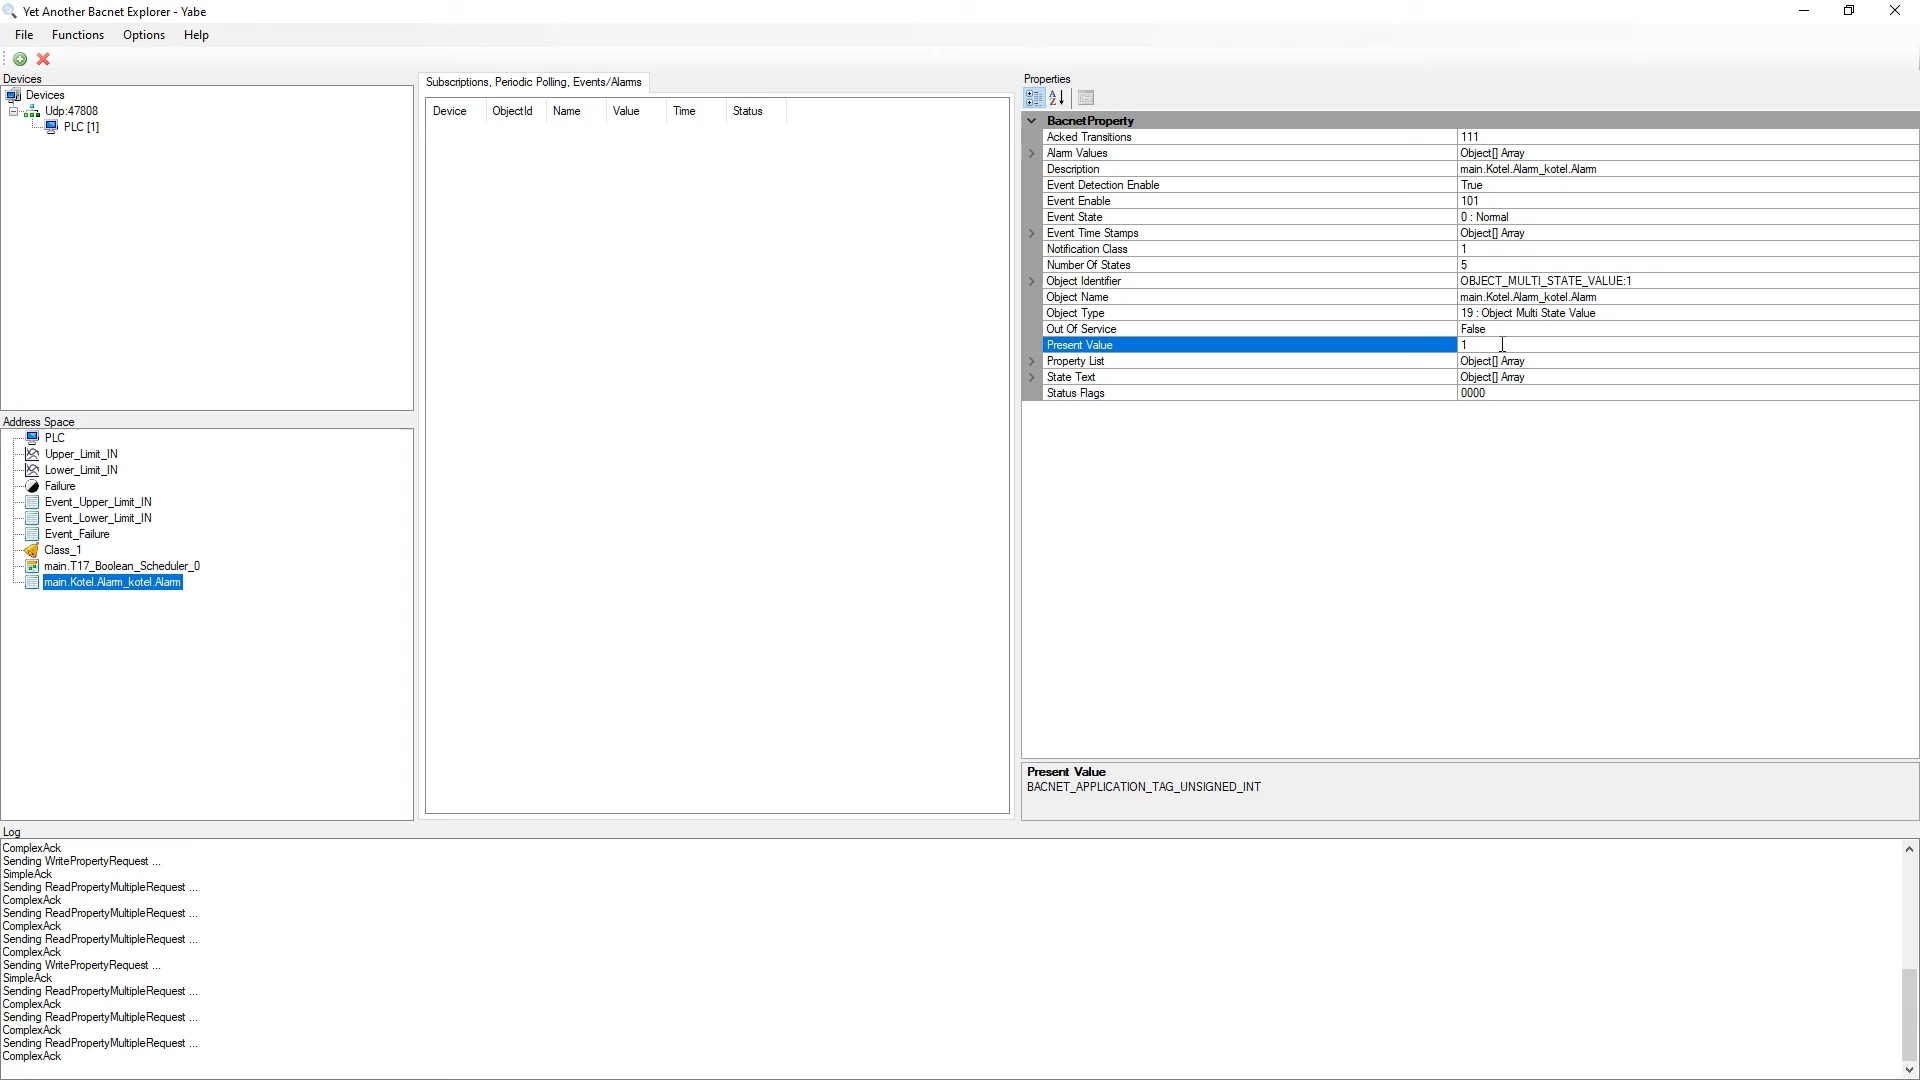 Yet Another Bacnet Explorer - Yabe
File Functions Options Help
Devices
Devices
Udp:47808
PLC [1]
Address Space
PLC
Upper_Limit_IN
Lower_Limit_IN
Failure
Event_Upper_Limit_IN
Event_Lower_Limit_IN
Event_Failure
Class_1
main.T17_Boolean_Scheduler_0
main.Kotel.Alarm_kotel.Alarm
Subscriptions, Periodic Polling, Events/Alarms
Device ObjectId Name Value Time Status
Properties
BacnetProperty
Acked Transitions 111
Alarm Values Object[] Array
Description main.Kotel.Alarm_kotel.Alarm
Event Detection Enable True
Event Enable 101
Event State 0 : Normal
Event Time Stamps Object[] Array
Notification Class 1
Number Of States 5
Object Identifier OBJECT_MULTI_STATE_VALUE:1
Object Name main.Kotel.Alarm_kotel.Alarm
Object Type 19 : Object Multi State Value
Out Of Service False
Present Value 1
Property List Object[] Array
State Text Object[] Array
Status Flags 0000
Present Value
BACNET_APPLICATION_TAG_UNSIGNED_INT
Log
ComplexAck
Sending WritePropertyRequest ...
SimpleAck
Sending ReadPropertyMultipleRequest ...
ComplexAck
Sending ReadPropertyMultipleRequest ...
ComplexAck
Sending ReadPropertyMultipleRequest ...
ComplexAck
Sending WritePropertyRequest ...
SimpleAck
Sending ReadPropertyMultipleRequest ...
ComplexAck
Sending ReadPropertyMultipleRequest ...
ComplexAck
Sending ReadPropertyMultipleRequest ...
ComplexAck